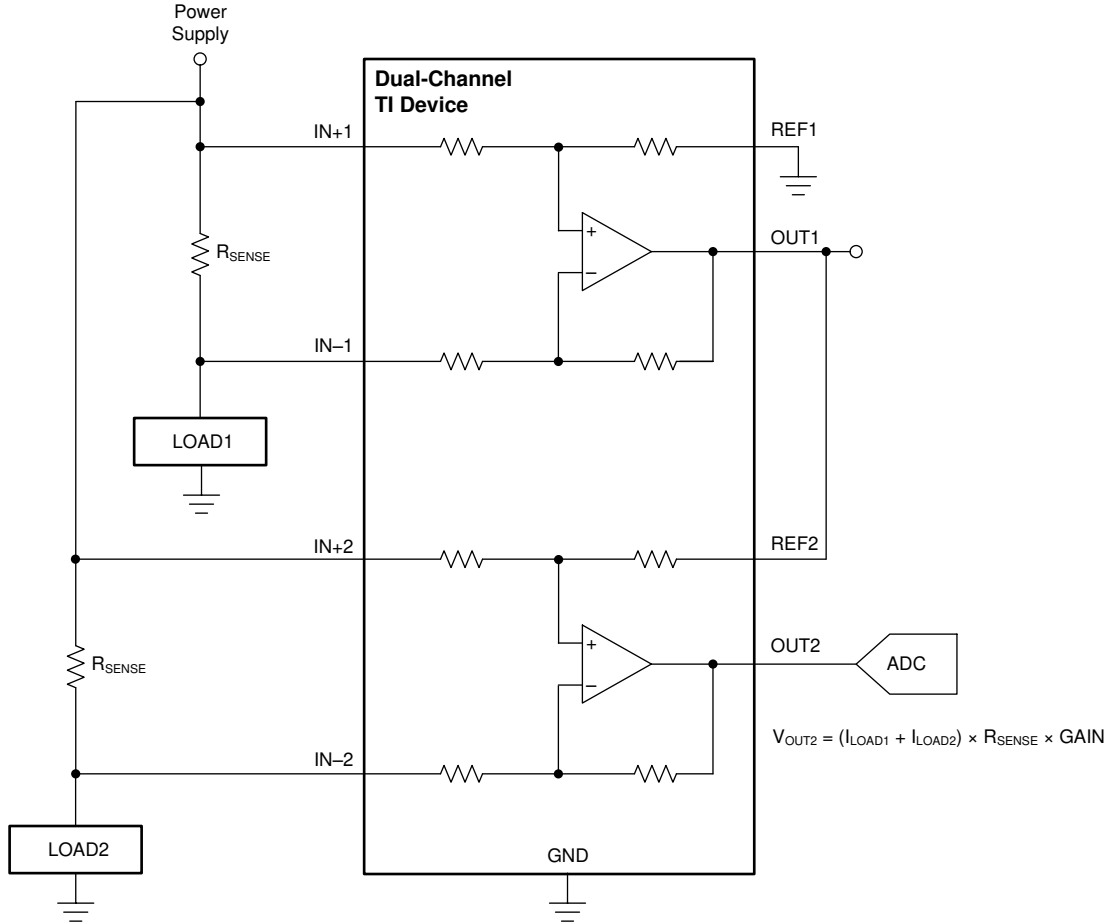 Power
Supply
Dual-Channel
TI Device
IN+1
REF1
+
RSENSE
OUT1
–
IN–1
LOAD1
IN+2
REF2
+
RSENSE
OUT2
ADC
–
VOUT2 = (ILOAD1 + ILOAD2) × RSENSE × GAIN
IN–2
LOAD2
GND